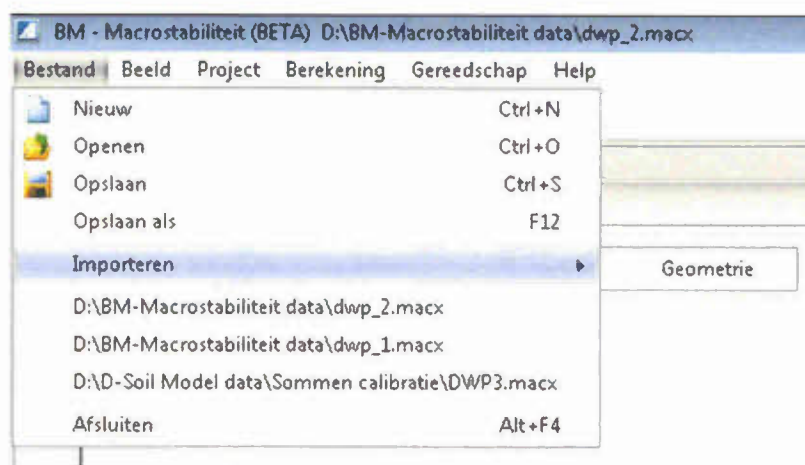 BM - Macrostabiliteit (BETA) D:\BM-Macrostabiliteit data\dwp_2.macx
Bestand Beeld Project Berekening Gereedschap Help
Nieuw Ctrl+N
Openen Ctrl+O
Opslaan Ctrl+S
Opslaan als F12
Importeren Geometrie
D:\BM-Macrostabiliteit data\dwp_2.macx
D:\BM-Macrostabiliteit data\dwp_1.macx
D:\D-Soil Model data\Sommen calibratie\DWP3.macx
Afsluiten Alt+F4